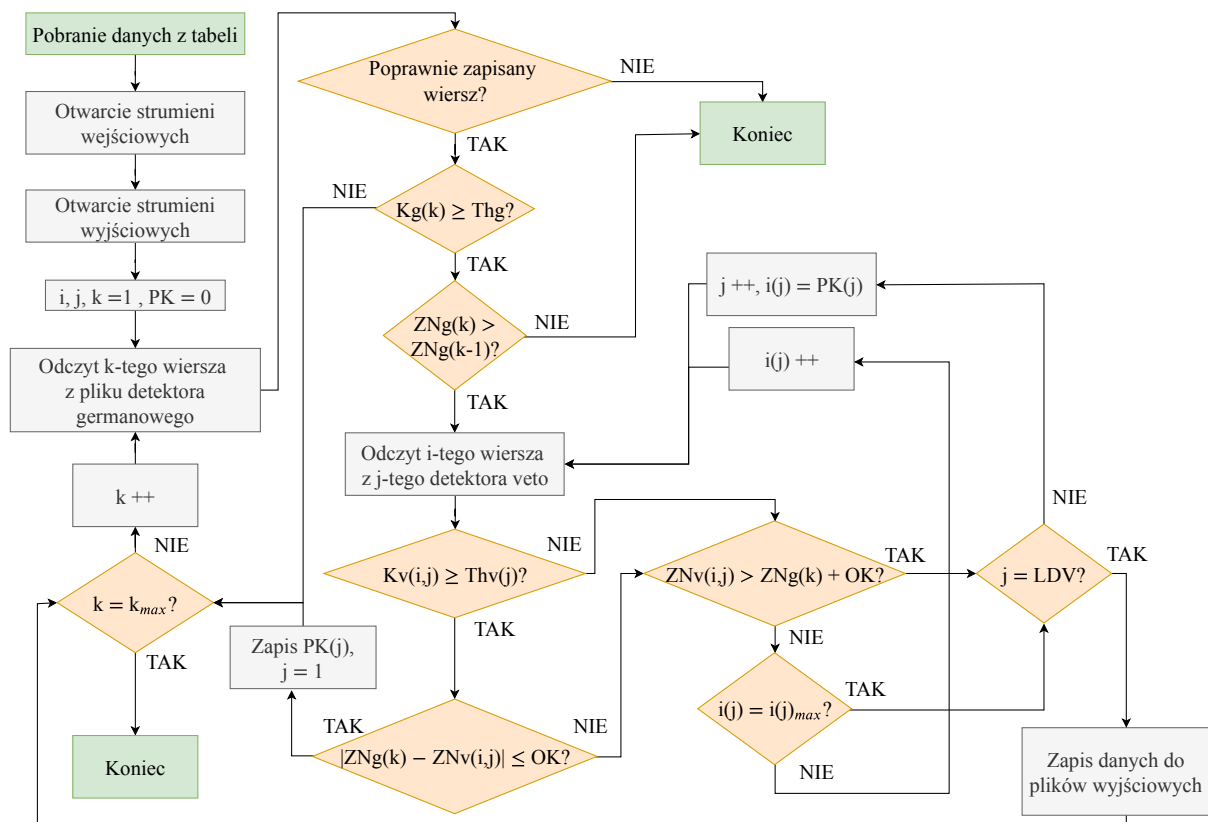 Pobranie danych z tabeli
Otwarcie strumieni
wejściowych
Otwarcie strumieni
wyjściowych
i, j, k =1 , PK = 0
Odczyt k-tego wiersza
z pliku detektora
germanowego
k ++
NIE
k = kmax?
TAK
Koniec
Poprawnie zapisany
wiersz?
NIE
TAK
Koniec
NIE
Kg(k) ≥ Thg?
TAK
ZNg(k) >
ZNg(k-1)?
NIE
TAK
j ++, i(j) = PK(j)
i(j) ++
Odczyt i-tego wiersza
z j-tego detektora veto
Kv(i,j) ≥ Thv(j)?
NIE
TAK
Zapis PK(j),
j = 1
TAK
|ZNg(k) − ZNv(i,j)| ≤ OK?
NIE
ZNv(i,j) > ZNg(k) + OK?
TAK
NIE
i(j) = i(j)max?
TAK
NIE
NIE
j = LDV?
TAK
Zapis danych do
plików wyjściowych